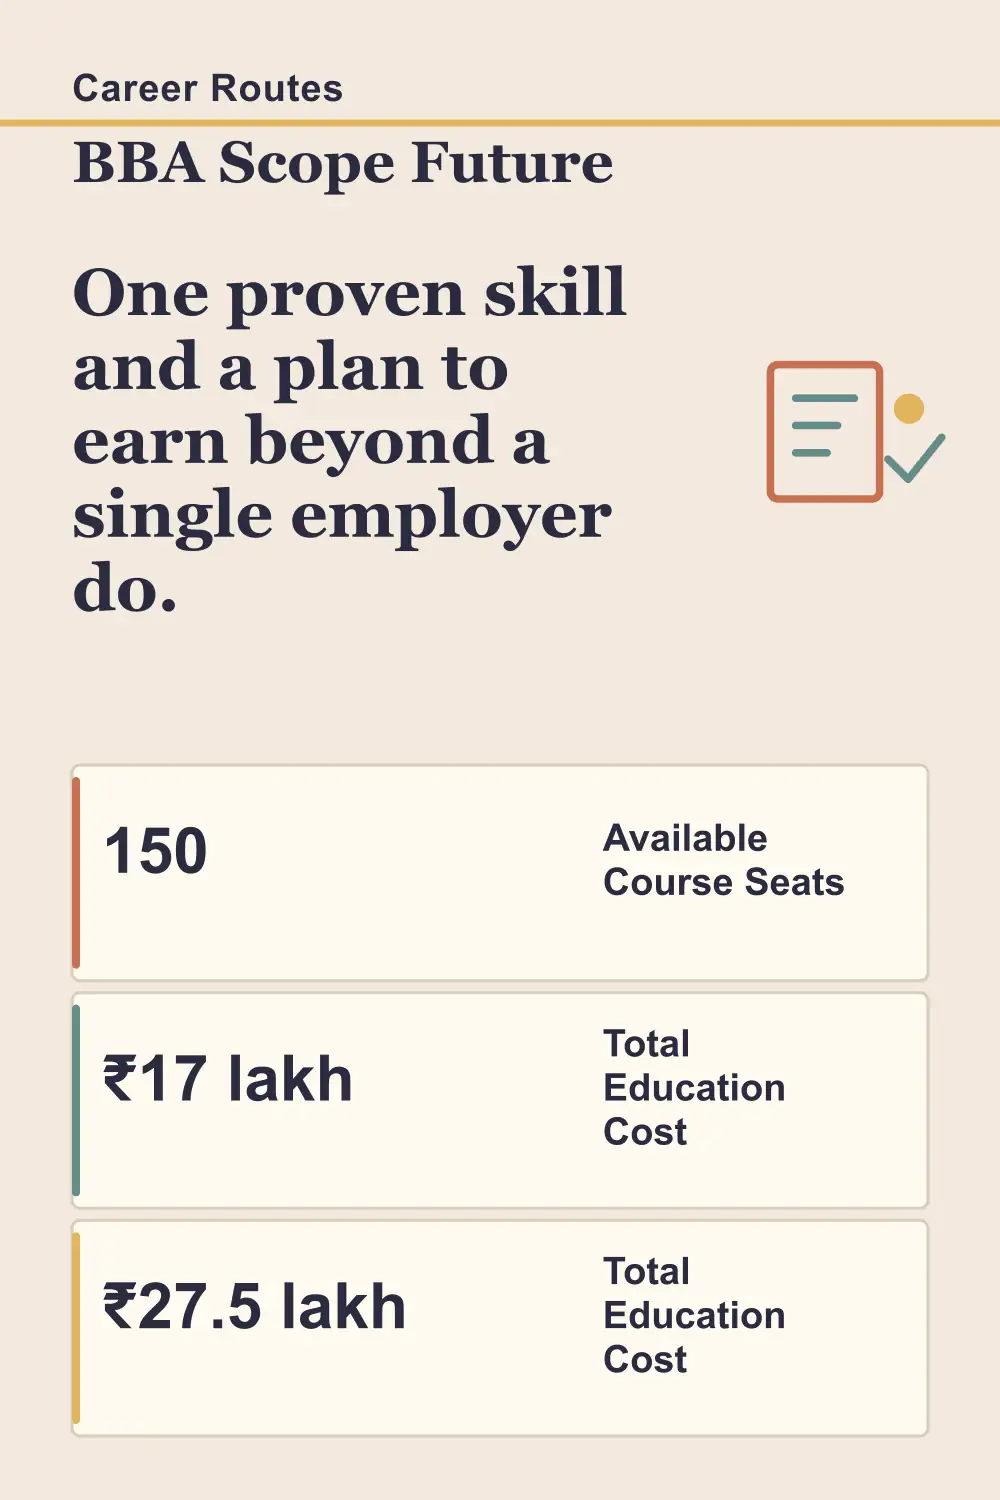 Career Routes
BBA Scope Future
One proven skill
and a plan to
earn beyond a
single employer
do.
150
Available
Course Seats
₹17 lakh
Total
Education
Cost
₹27.5 lakh
Total
Education
Cost